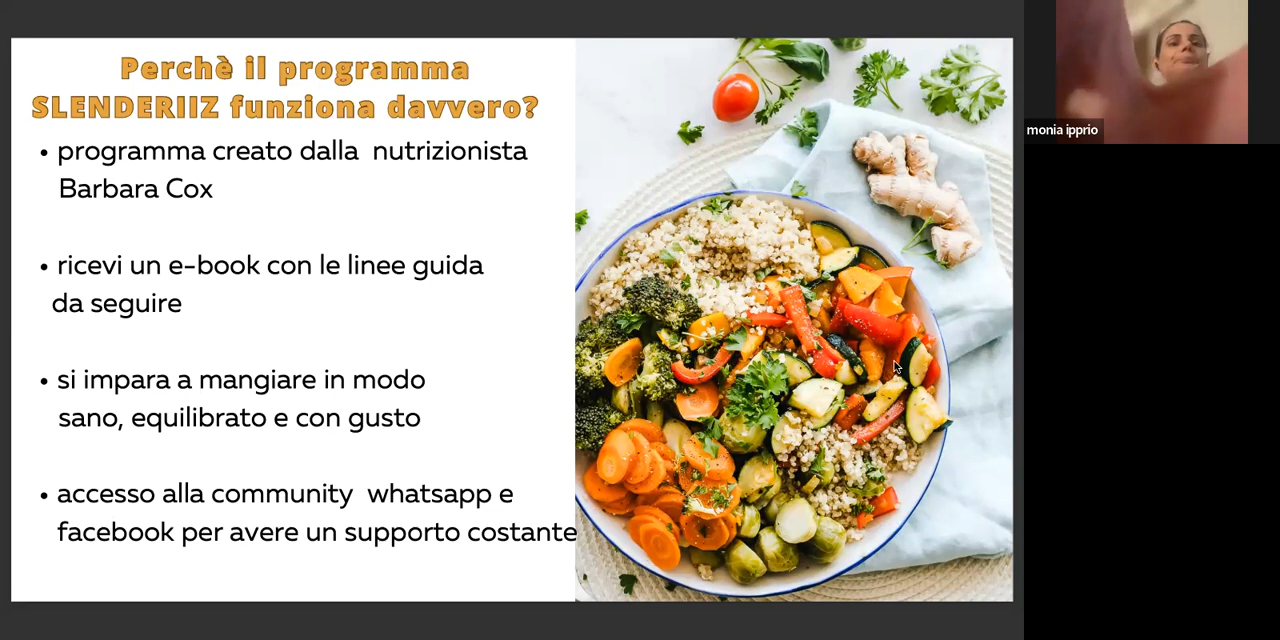 Perchè il programma
SLENDERIIZ funziona davvero?
• programma creato dalla nutrizionista
Barbara Cox
• ricevi un e-book con le linee guida
da seguire
• si impara a mangiare in modo
sano, equilibrato e con gusto
• accesso alla community whatsapp e
facebook per avere un supporto costante
monia ipprio